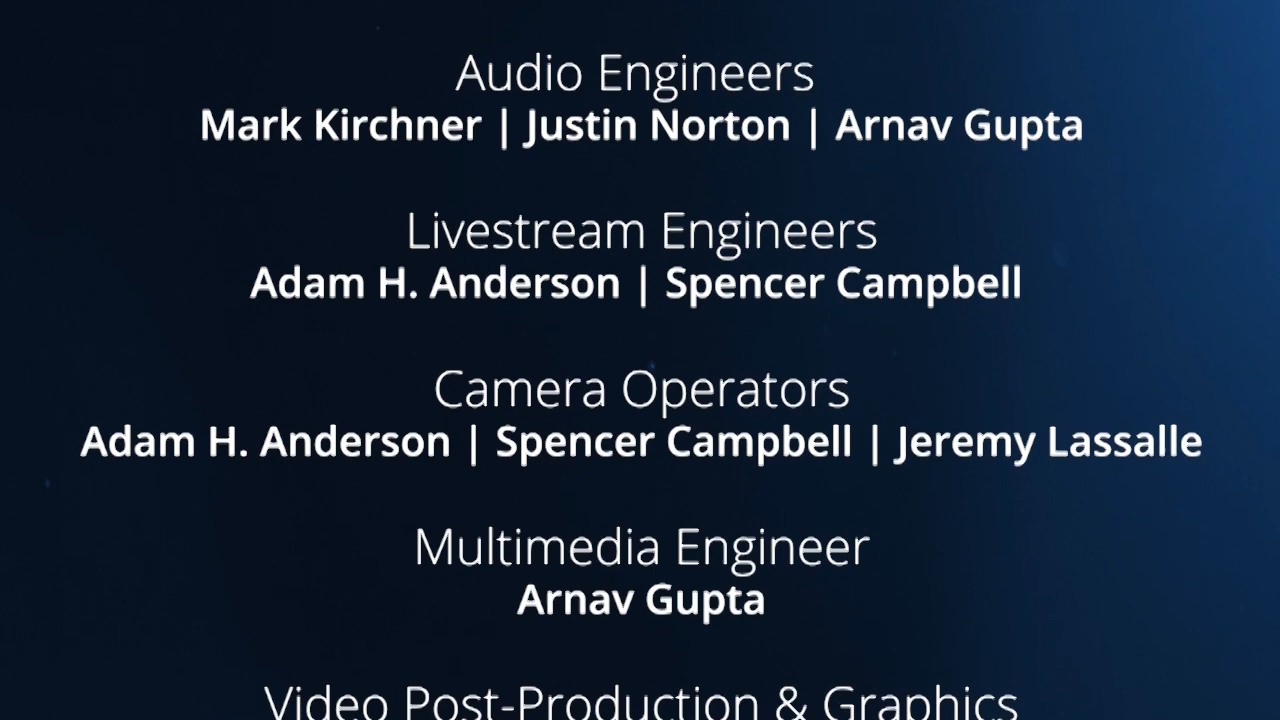 Audio Engineers
Mark Kirchner | Justin Norton | Arnav Gupta
Livestream Engineers
Adam H. Anderson | Spencer Campbell
Camera Operators
Adam H. Anderson | Spencer Campbell | Jeremy Lassalle
Multimedia Engineer
Arnav Gupta
Video Post-Production & Graphics